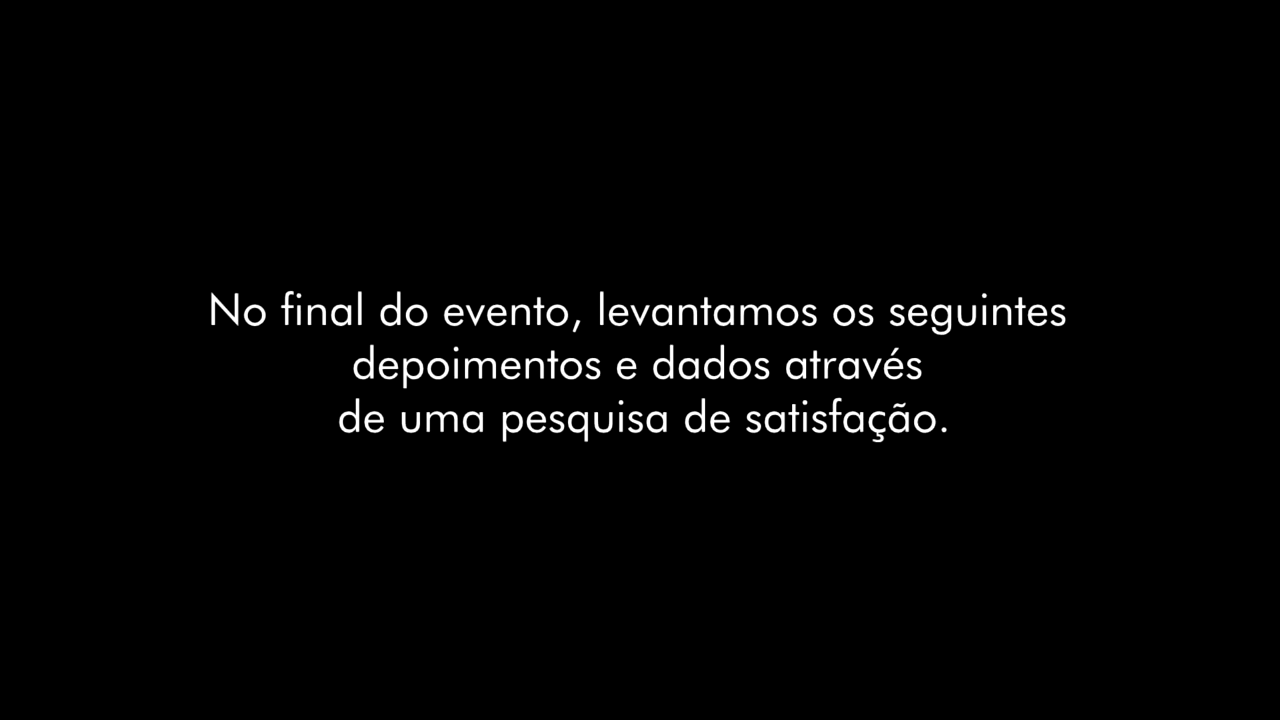 No final do evento, levantamos os seguintes
depoimentos e dados através
de uma pesquisa de satisfação.